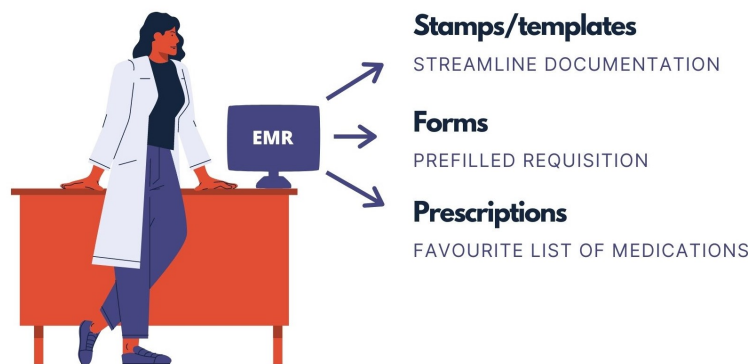 Stamps/templates
STREAMLINE DOCUMENTATION
EMR
Forms
PREFILLED REQUISITION
Prescriptions
FAVOURITE LIST OF MEDICATIONS